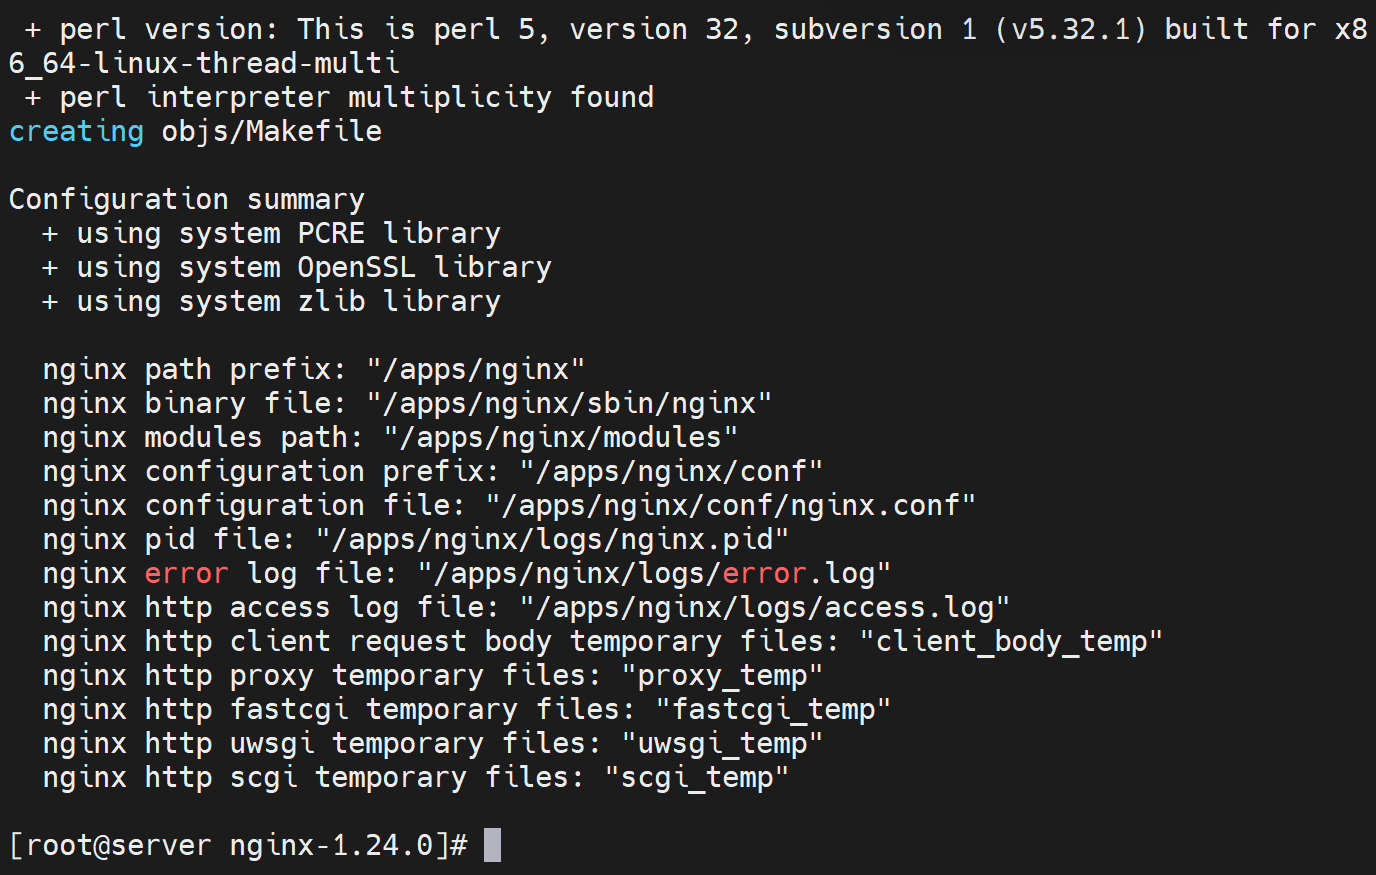 + perl version: This is perl 5, version 32, subversion 1 (v5.32.1) built for x8
6_64-linux-thread-multi
+ perl interpreter multiplicity found
creating objs/Makefile
Configuration summary
+ using system PCRE library
+ using system OpenSSL library
+ using system zlib library
nginx path prefix: "/apps/nginx"
nginx binary file: "/apps/nginx/sbin/nginx"
nginx modules path: "/apps/nginx/modules"
nginx configuration prefix: "/apps/nginx/conf"
nginx configuration file: "/apps/nginx/conf/nginx.conf"
nginx pid file: "/apps/nginx/logs/nginx.pid"
nginx error log file: "/apps/nginx/logs/error.log"
nginx http access log file: "/apps/nginx/logs/access.log"
nginx http client request body temporary files: "client_body_temp"
nginx http proxy temporary files: "proxy_temp"
nginx http fastcgi temporary files: "fastcgi_temp"
nginx http uwsgi temporary files: "uwsgi_temp"
nginx http scgi temporary files: "scgi_temp"
[root@server nginx-1.24.0]#